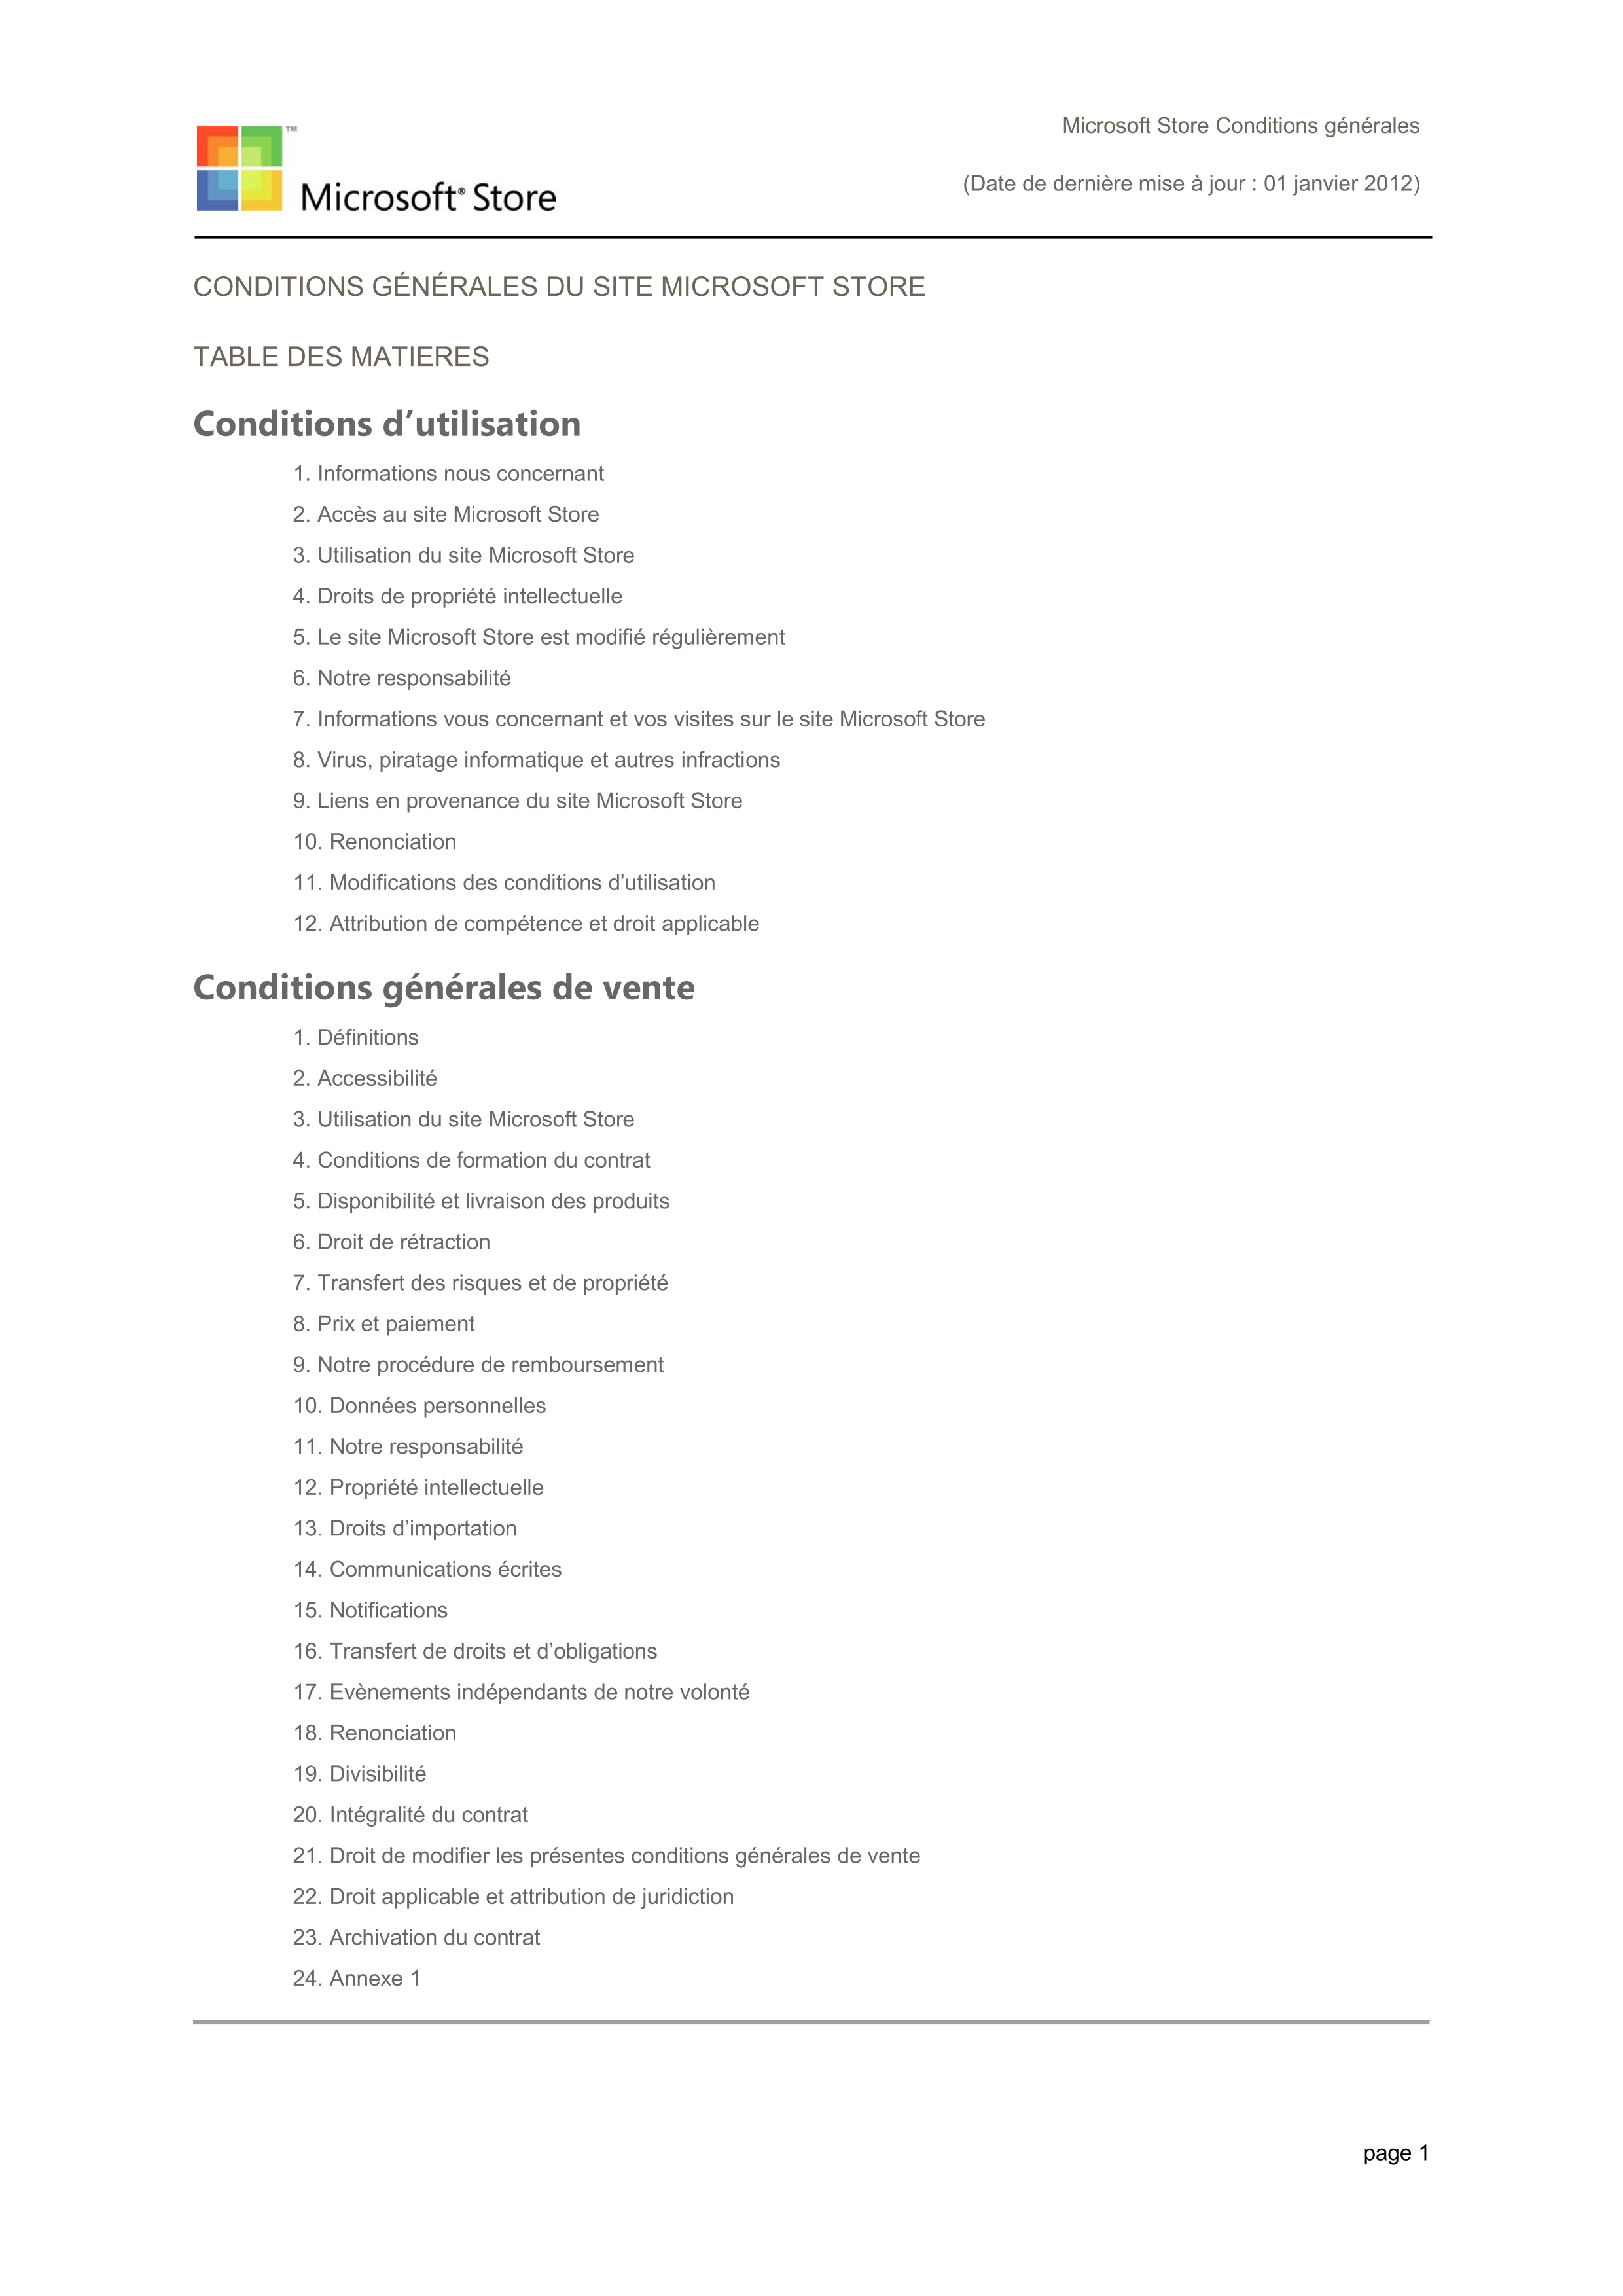 Microsoft Store Conditions générales
(Date de dernière mise à jour : 01 janvier 2012)
™
Microsoft® Store
CONDITIONS GÉNÉRALES DU SITE MICROSOFT STORE
TABLE DES MATIERES
Conditions d’utilisation
1. Informations nous concernant
2. Accès au site Microsoft Store
3. Utilisation du site Microsoft Store
4. Droits de propriété intellectuelle
5. Le site Microsoft Store est modifié régulièrement
6. Notre responsabilité
7. Informations vous concernant et vos visites sur le site Microsoft Store
8. Virus, piratage informatique et autres infractions
9. Liens en provenance du site Microsoft Store
10. Renonciation
11. Modifications des conditions d’utilisation
12. Attribution de compétence et droit applicable
Conditions générales de vente
1. Définitions
2. Accessibilité
3. Utilisation du site Microsoft Store
4. Conditions de formation du contrat
5. Disponibilité et livraison des produits
6. Droit de rétraction
7. Transfert des risques et de propriété
8. Prix et paiement
9. Notre procédure de remboursement
10. Données personnelles
11. Notre responsabilité
12. Propriété intellectuelle
13. Droits d’importation
14. Communications écrites
15. Notifications
16. Transfert de droits et d’obligations
17. Evènements indépendants de notre volonté
18. Renonciation
19. Divisibilité
20. Intégralité du contrat
21. Droit de modifier les présentes conditions générales de vente
22. Droit applicable et attribution de juridiction
23. Archivation du contrat
24. Annexe 1
page 1